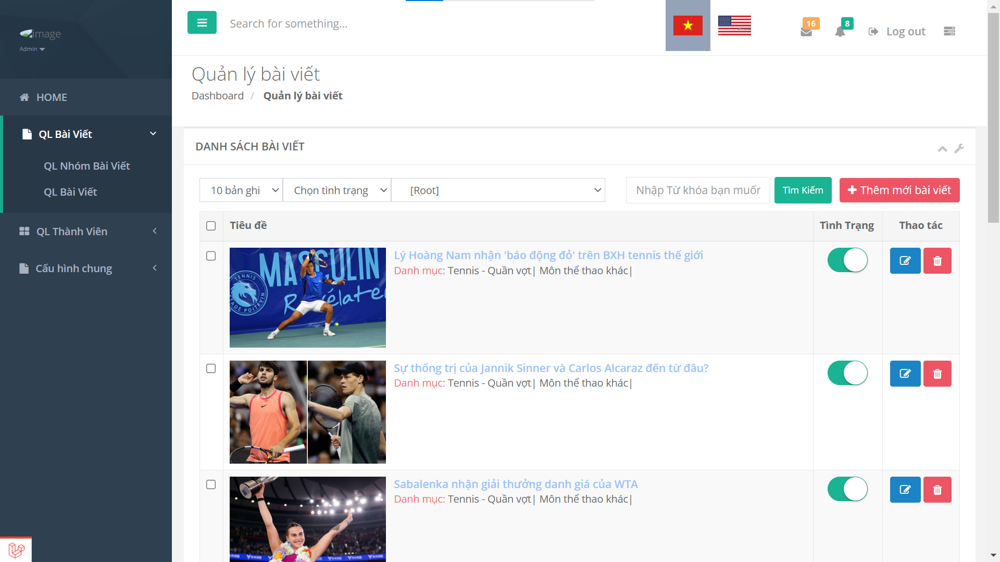 image
Admin
HOME
QL Bài Viết
QL Nhóm Bài Viết
QL Bài Viết
QL Thành Viên
Cấu hình chung
Search for something...
16
8
Log out
Quản lý bài viết
Dashboard / Quản lý bài viết
DANH SÁCH BÀI VIẾT
10 bản ghi
Chọn tình trạng
[Root]
Nhập Từ khóa bạn muốn
Tìm Kiếm
Thêm mới bài viết
Tiêu đề
Tình Trạng
Thao tác
MASCULIN
TENNIS
STADE POITEVIN
Lý Hoàng Nam nhận 'báo động đỏ' trên BXH tennis thế giới
Danh mục: Tennis - Quần vợt| Môn thể thao khác|
Sự thống trị của Jannik Sinner và Carlos Alcaraz đến từ đâu?
Danh mục: Tennis - Quần vợt| Môn thể thao khác|
Sabalenka nhận giải thưởng danh giá của WTA
Danh mục: Tennis - Quần vợt| Môn thể thao khác|